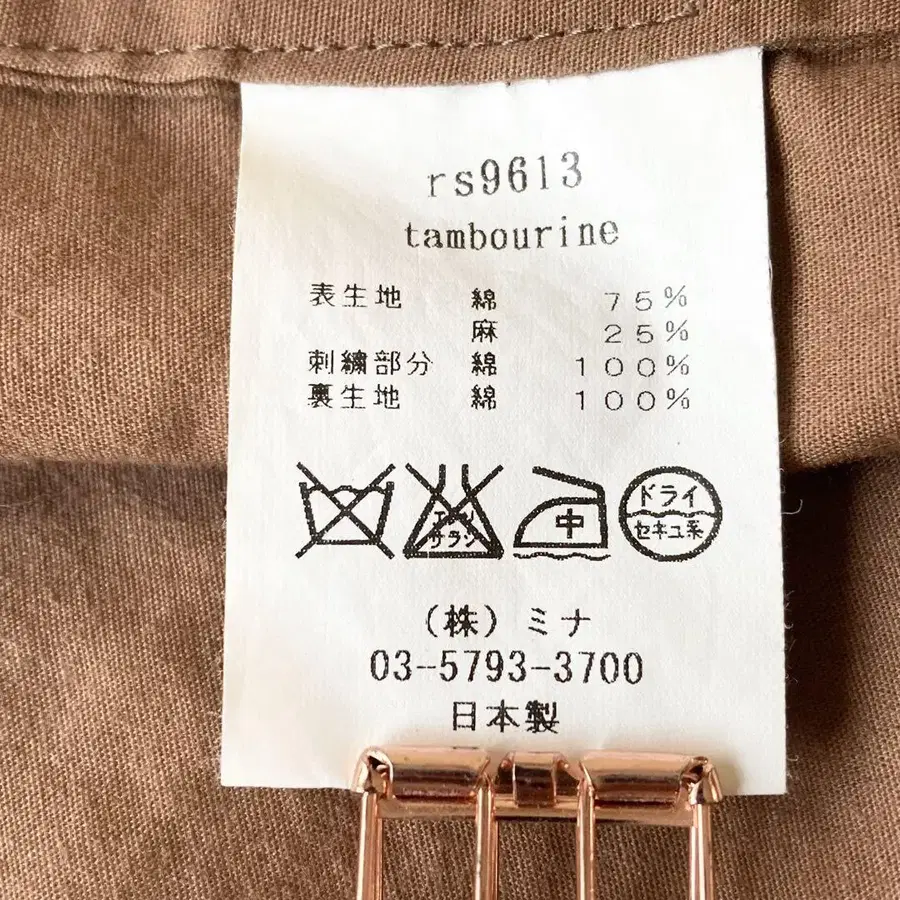 rs9613
tambourine
表生地 綿 75%
麻 25%
刺繍部分 綿 100%
裏生地 綿 100%
エンソ
サラシ
中
ドライ
セキユ系
(株)ミナ
03-5793-3700
日本製